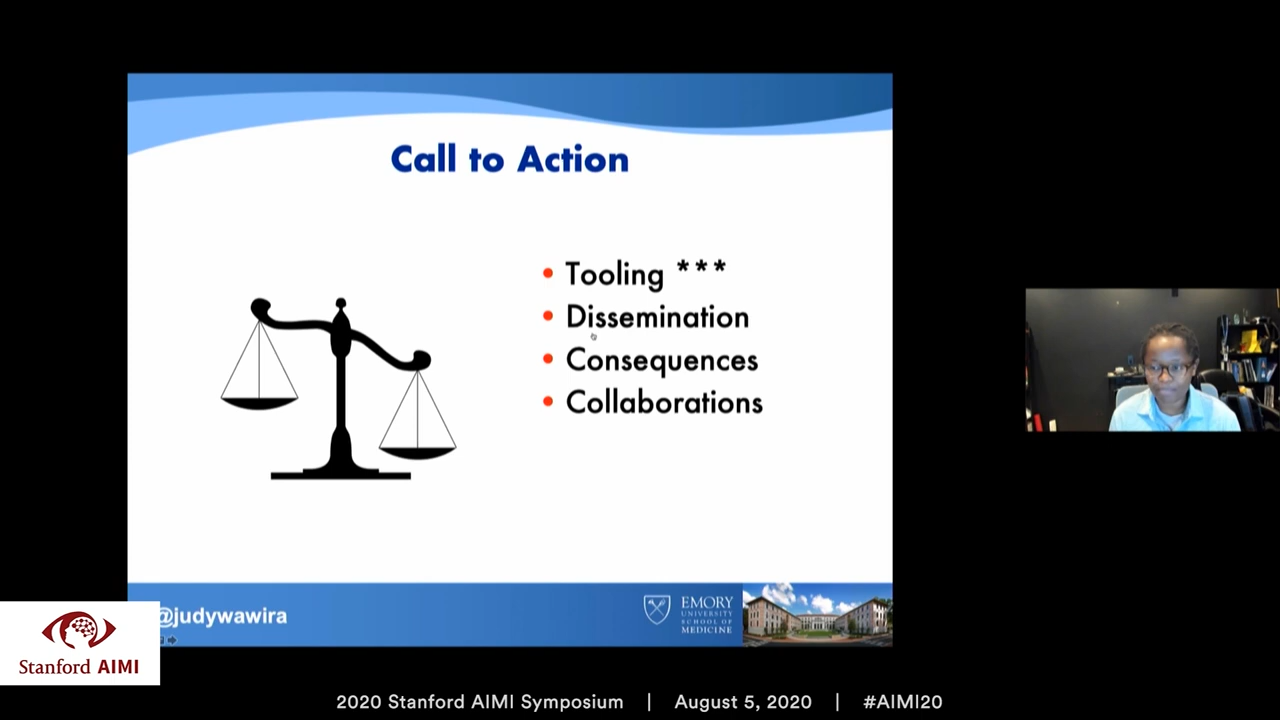 Call to Action
• Tooling ***
• Dissemination
• Consequences
• Collaborations
@judywawira
EMORY
UNIVERSITY
SCHOOL OF
MEDICINE
Stanford AIMI
2020 Stanford AIMI Symposium | August 5, 2020 | #AIMI20